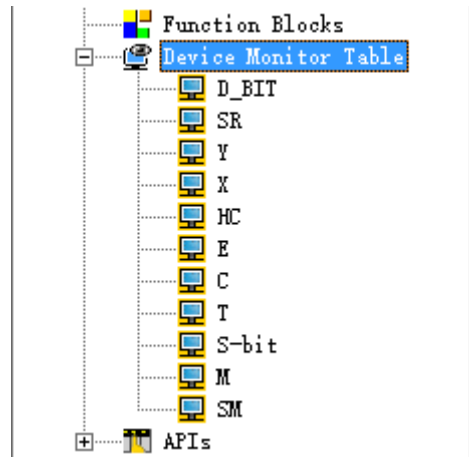 Function Blocks
Device Monitor Table
D_BIT
SR
Y
X
HC
E
C
T
S-bit
M
SM
APIs